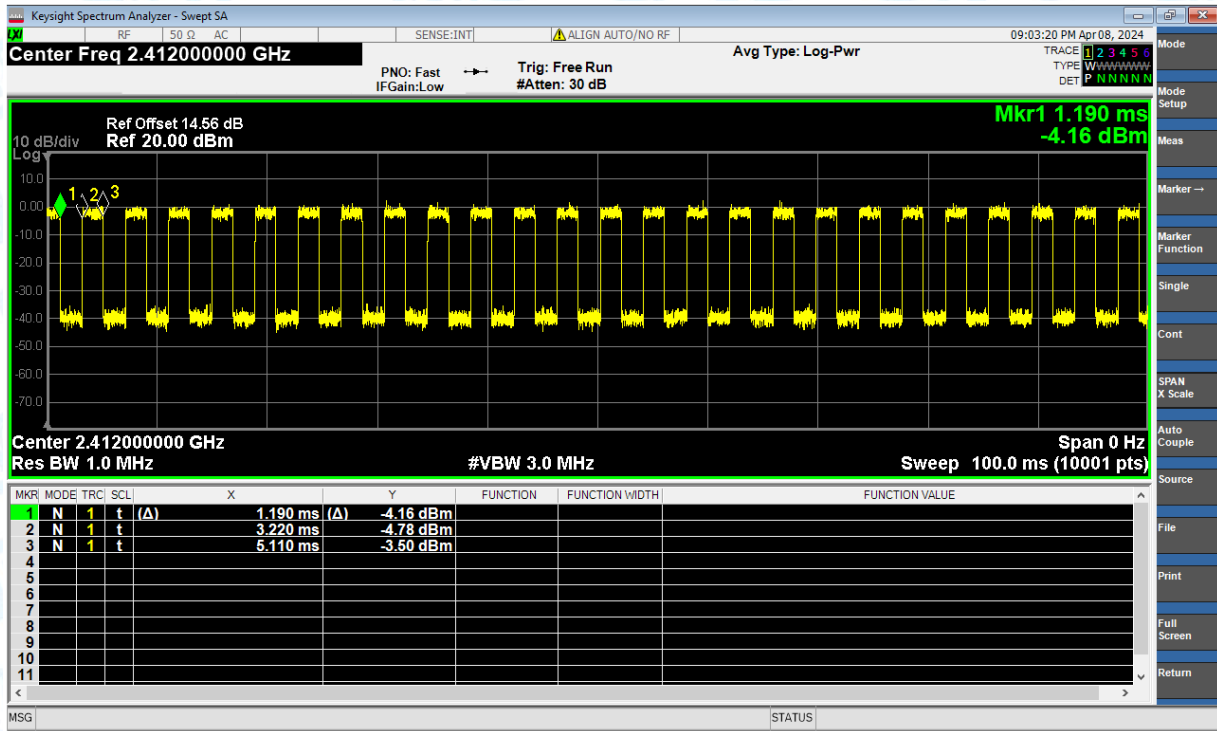 Keysight Spectrum Analyzer - Swept SA
LXI RF 50 Ω AC SENSE:INT ALIGN AUTO/NO RF 09:03:20 PM Apr 08, 2024
Center Freq 2.412000000 GHz Avg Type: Log-Pwr TRACE 1 2 3 4 5 6
PNO: Fast Trig: Free Run TYPE WWWWWW
IFGain:Low #Atten: 30 dB DET P N N N N N
Mkr1 1.190 ms
-4.16 dBm
Ref Offset 14.56 dB
10 dB/div Ref 20.00 dBm
Log
10.0
0.00
-10.0
-20.0
-30.0
-40.0
-50.0
-60.0
-70.0
1 2 3
Center 2.412000000 GHz Span 0 Hz
Res BW 1.0 MHz #VBW 3.0 MHz Sweep 100.0 ms (10001 pts)
MKR MODE TRC SCL X Y FUNCTION FUNCTION WIDTH FUNCTION VALUE
1 N 1 t (Δ) 1.190 ms (Δ) -4.16 dBm
2 N 1 t 3.220 ms -4.78 dBm
3 N 1 t 5.110 ms -3.50 dBm
4
5
6
7
8
9
10
11
MSG STATUS
Mode
Mode
Setup
Meas
Marker →
Marker
Function
Single
Cont
SPAN
X Scale
Auto
Couple
Source
File
Print
Full
Screen
Return